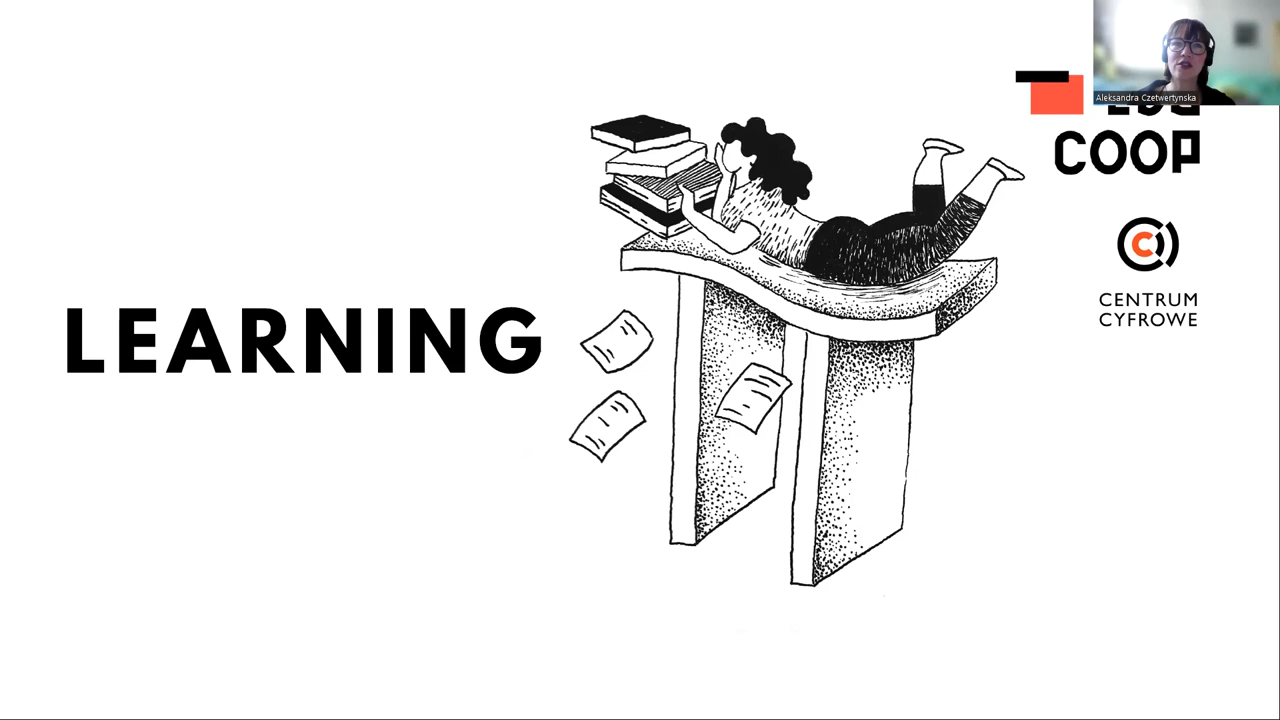 Aleksandra Czetwertynska
COOP
LEARNING
CENTRUM
CYFROWE